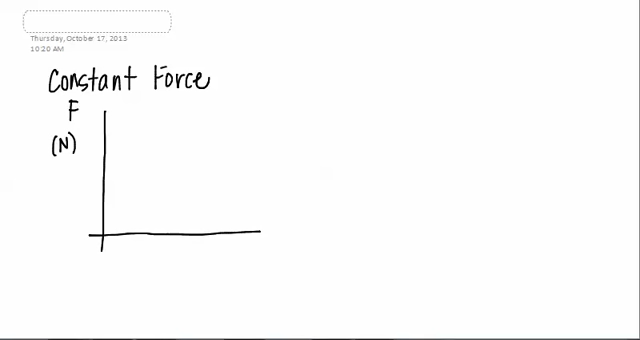 Thursday, October 17, 2013
10:20 AM
Constant Force
F
(N)